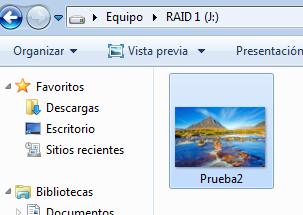 Equipo ▸ RAID 1 (J:)
Organizar Vista previa Presentación
Favoritos
Descargas
Escritorio
Sitios recientes
Prueba2
Bibliotecas
Documentos